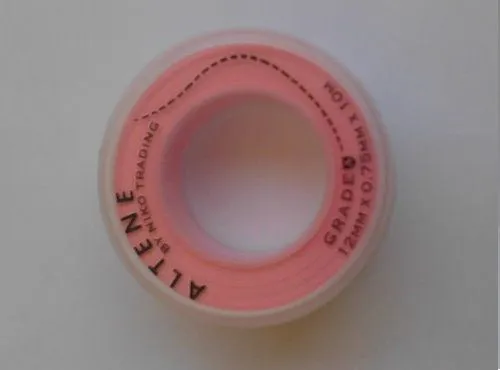 ALTENE
BY NIKO TRADING
GRADE
12MM X 0.75MM X 10M